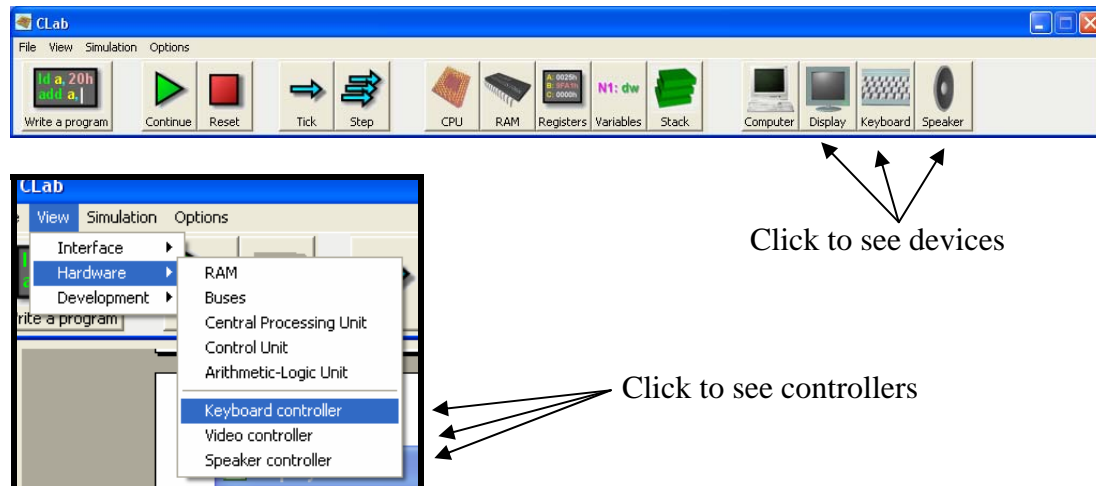 CLab
File View Simulation Options
ld a, 20h
add a,
A: 0025h
B: 3FA1h
C: 0000h
N1: dw
Write a program Continue Reset Tick Step CPU RAM Registers Variables Stack Computer Display Keyboard Speaker
Click to see devices
CLab
View Simulation Options
Interface
Hardware
Development
rite a program
RAM
Buses
Central Processing Unit
Control Unit
Arithmetic-Logic Unit
Keyboard controller
Video controller
Speaker controller
Click to see controllers